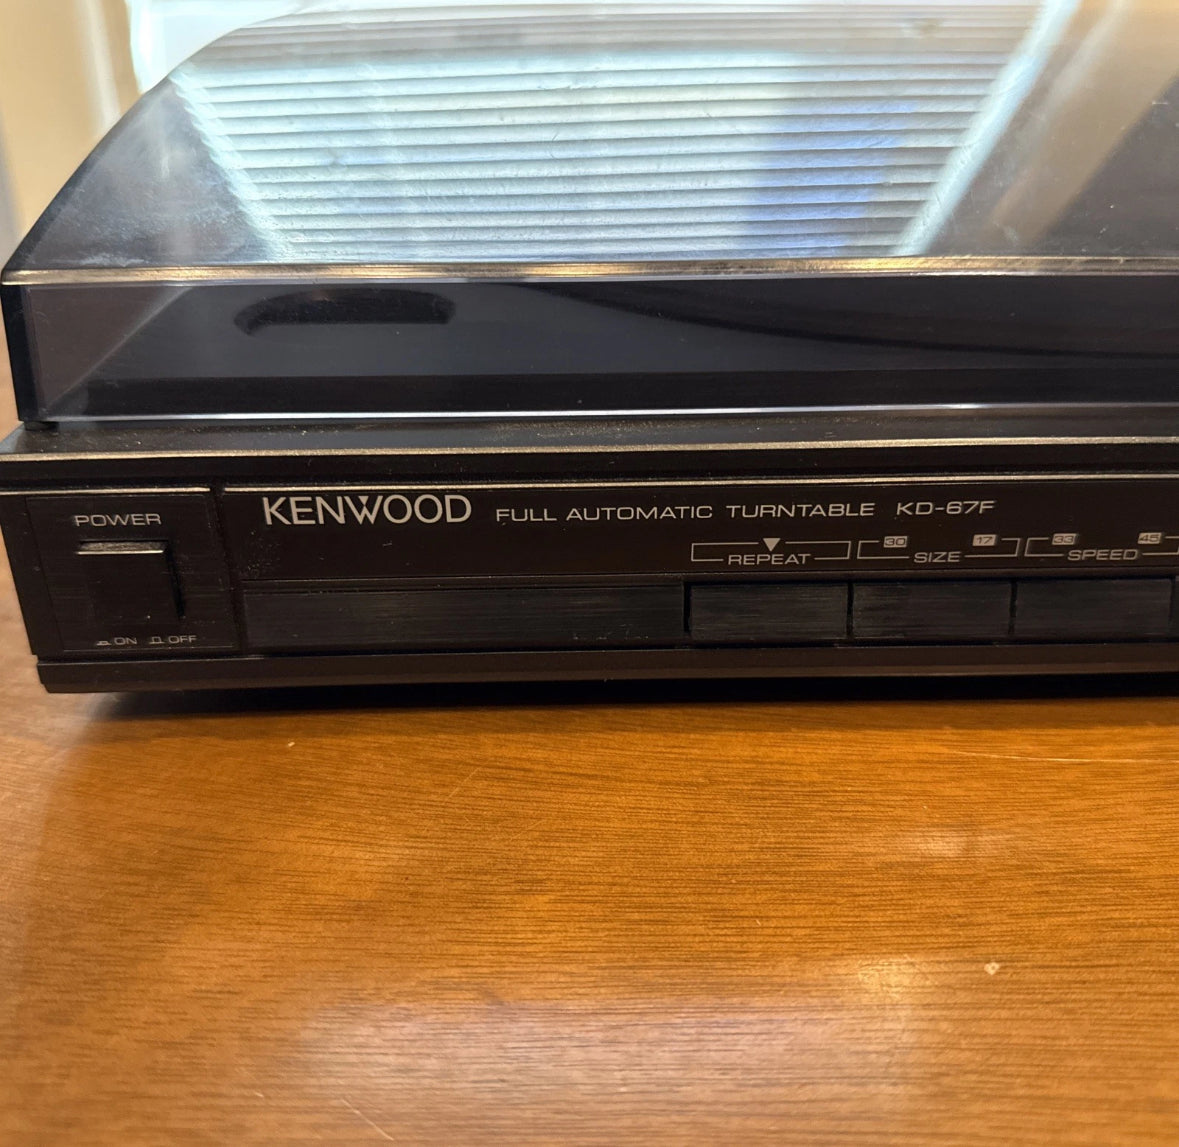 POWER
ON OFF
KENWOOD FULL AUTOMATIC TURNTABLE KD-67F
REPEAT
30 17
SIZE
33 45
SPEED